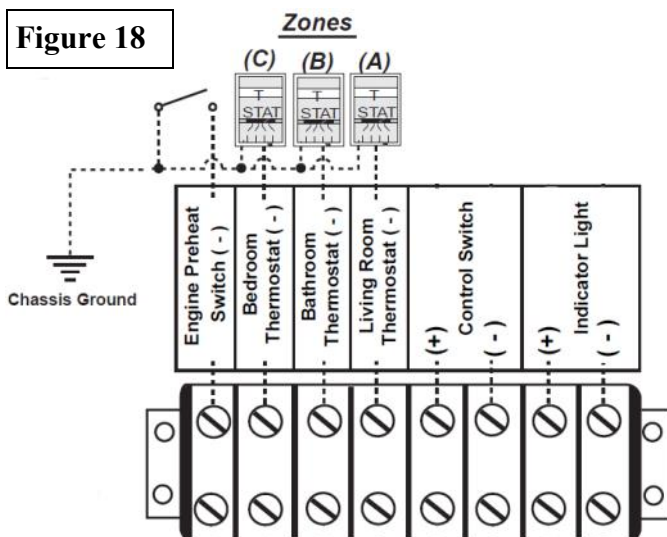 Figure 18
Zones
(C) (B) (A)
T T T
STAT STAT STAT
Chassis Ground
Engine Preheat
Switch ( - )
Bedroom
Thermostat ( - )
Bathroom
Thermostat ( - )
Living Room
Thermostat ( - )
Control Switch
(+) ( - )
Indicator Light
(+) ( - )